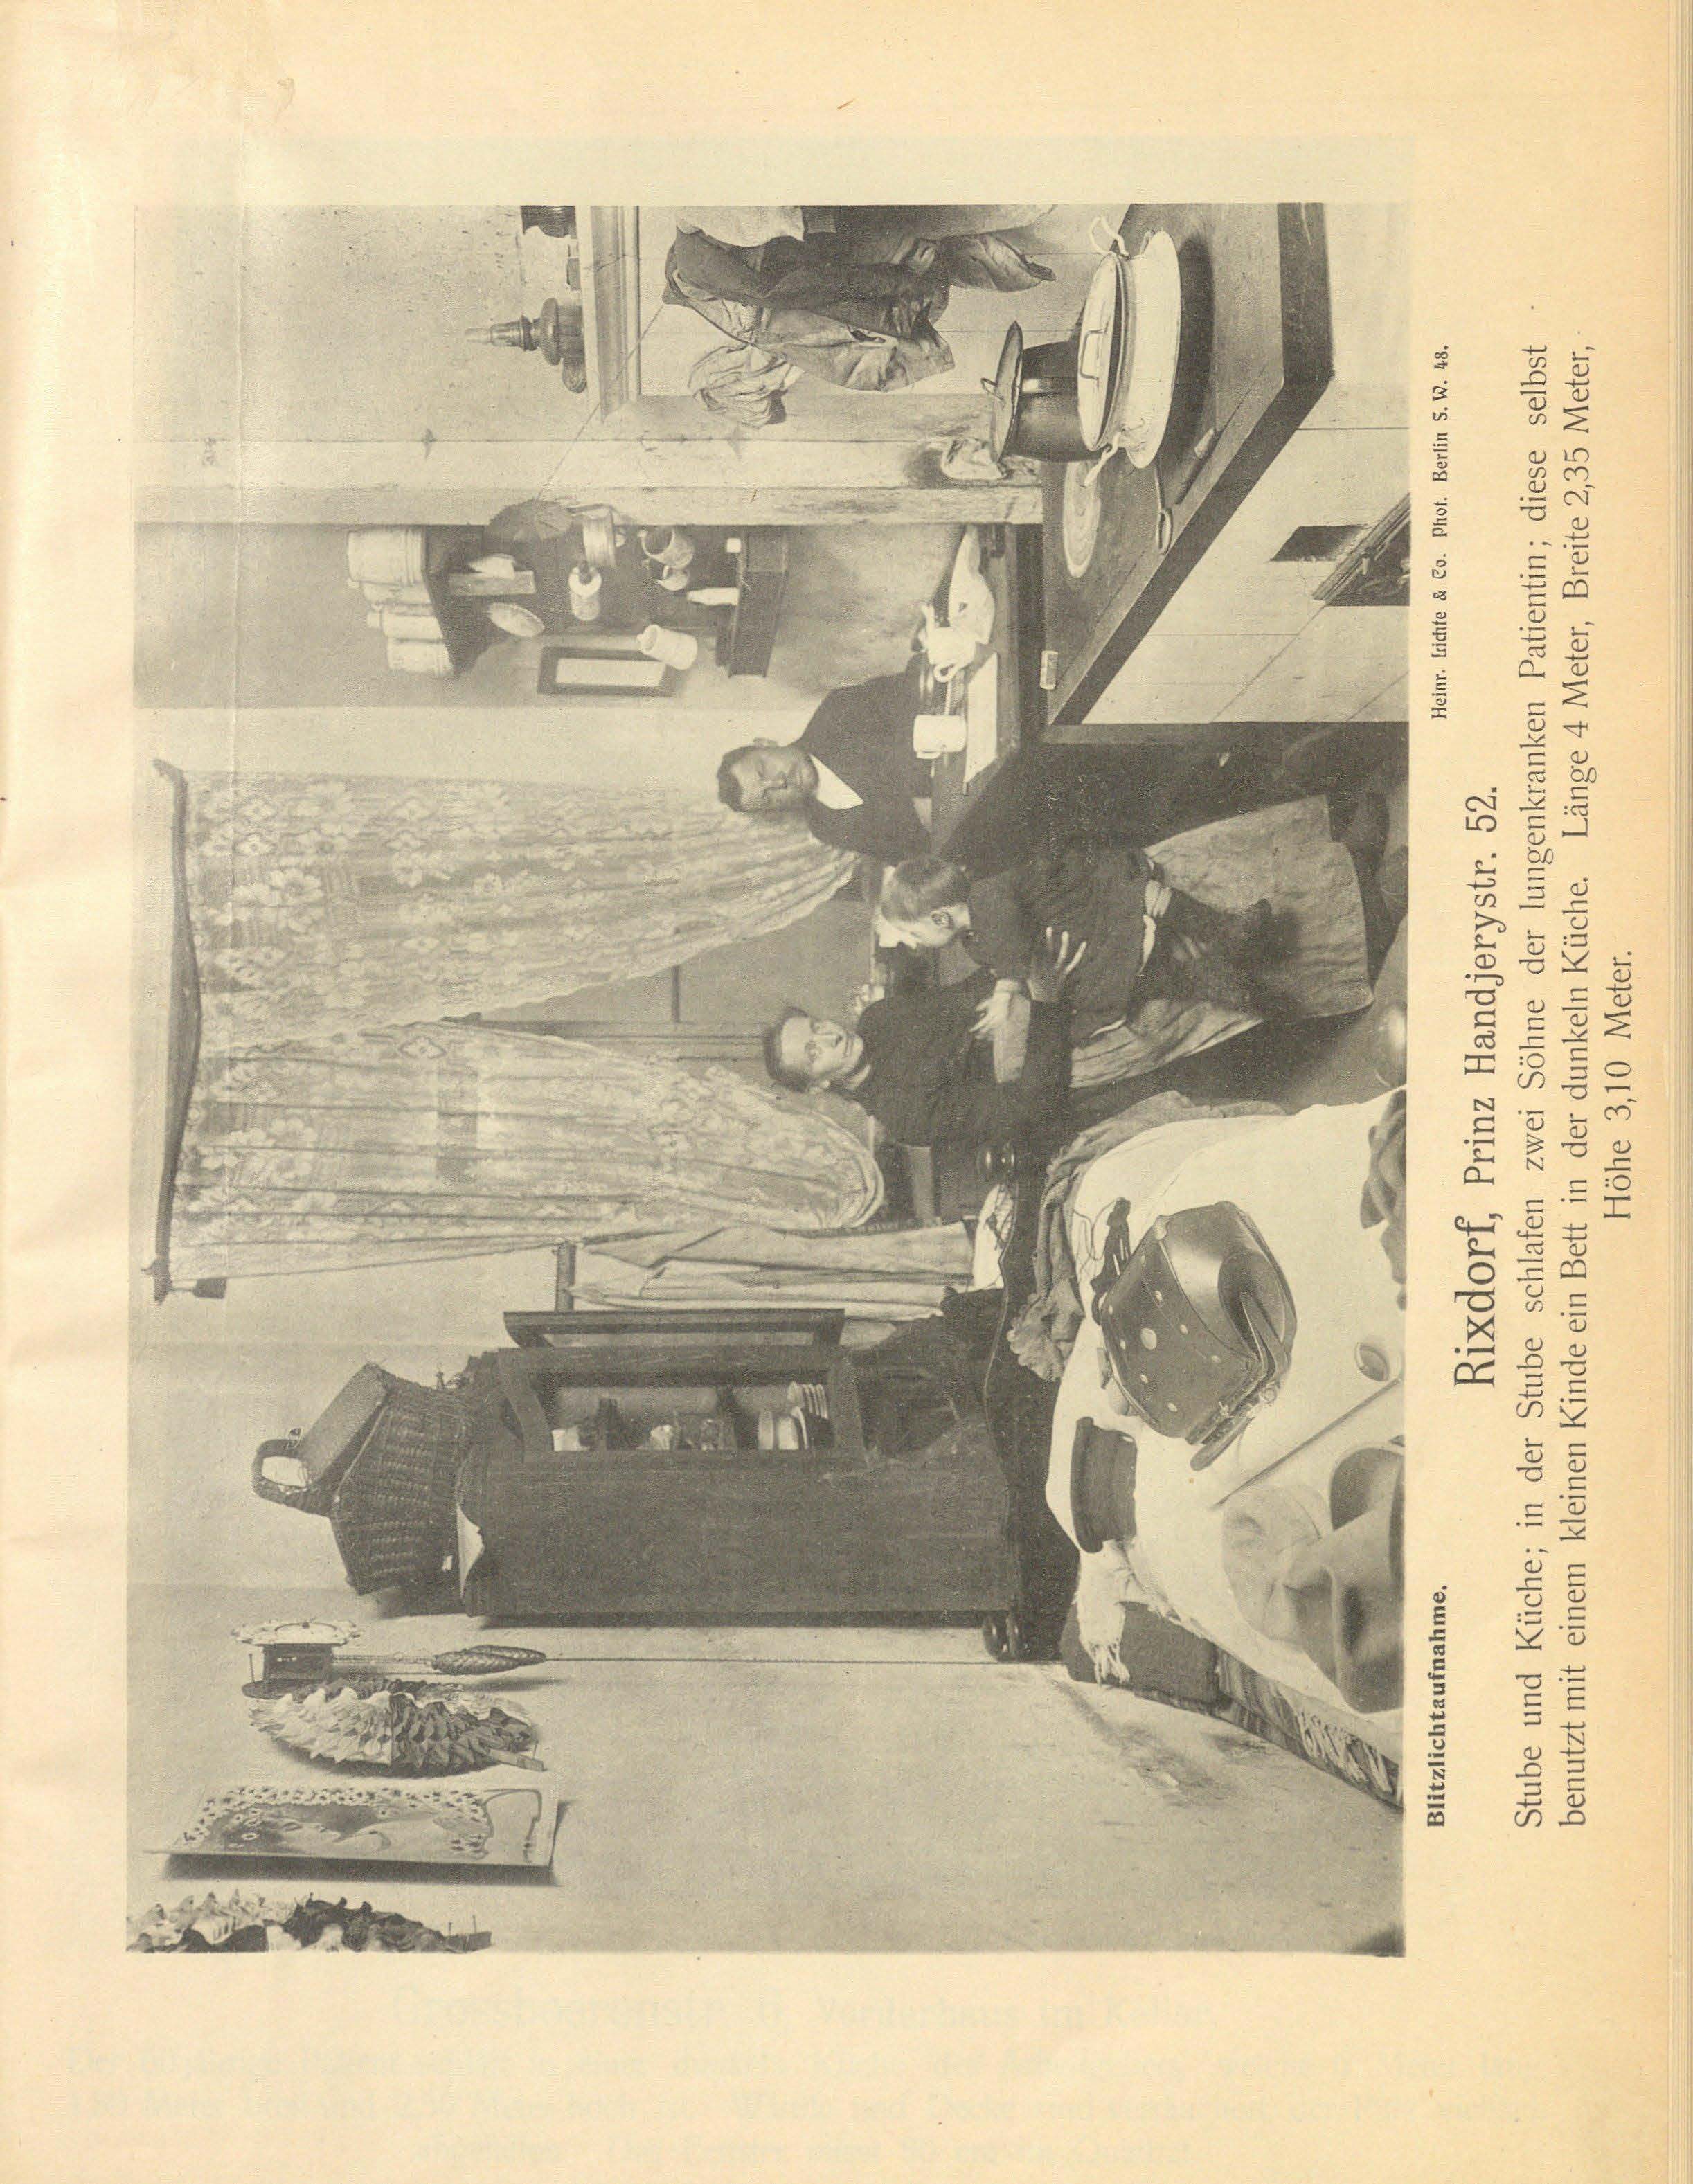 Blitzlichtaufnahme.
Heinr. Lichte & Co. Phot. Berlin S. W. 48.
Rixdorf, Prinz Handjerystr. 52.
Stube und Küche; in der Stube schlafen zwei Söhne der lungenkranken Patientin; diese selbst
benutzt mit einem kleinen Kinde ein Bett in der dunkeln Küche. Länge 4 Meter, Breite 2,35 Meter,
Höhe 3,10 Meter.